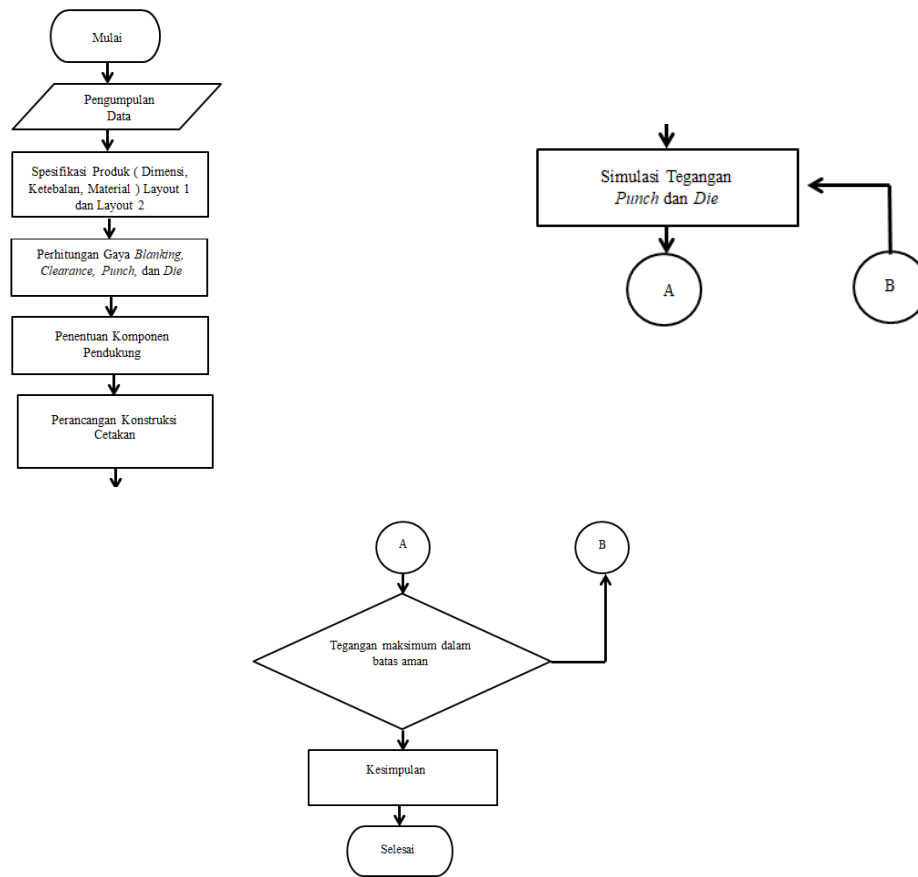 Mulai
Pengumpulan
Data
Spesifikasi Produk ( Dimensi,
Ketebalan, Material ) Layout 1
dan Layout 2
Perhitungan Gaya Blanking,
Clearance, Punch, dan Die
Penentuan Komponen
Pendukung
Perancangan Konstruksi
Cetakan
Simulasi Tegangan
Punch dan Die
A
B
A
B
Tegangan maksimum dalam
batas aman
Kesimpulan
Selesai